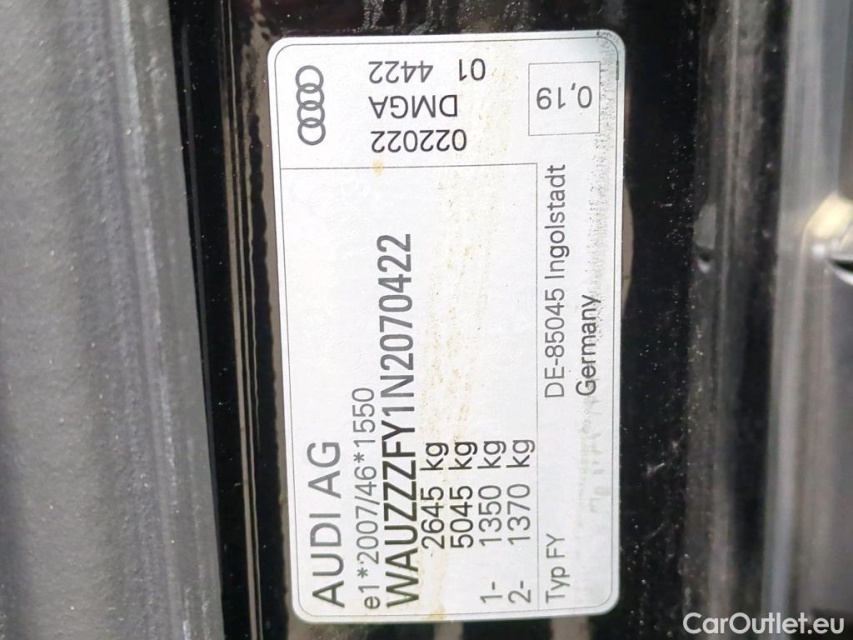 AUDI AG
e1*2007/46*1550
WAUZZZFY1N2070422
2645 kg
5045 kg
1- 1350 kg
2- 1370 kg
Typ FY
DE-85045 Ingolstadt
Germany
022022
DMGA
01 4422
0,19
CarOutlet.eu